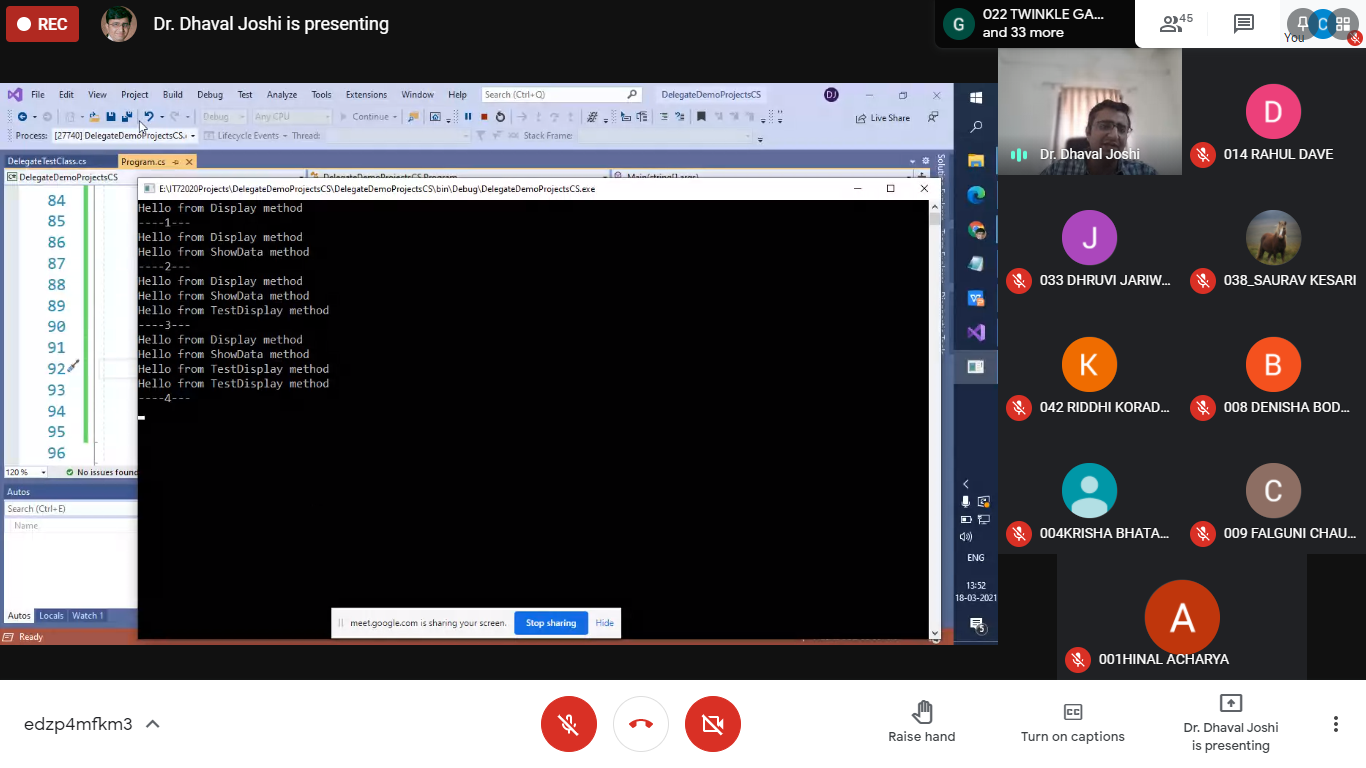 REC
Dr. Dhaval Joshi is presenting
G
022 TWINKLE GA...
and 33 more
45
C
You
File Edit View Project Build Debug Test Analyze Tools Extensions Window Help Search (Ctrl+Q) DelegateDemoProjectsCS DJ
Debug Any CPU Continue Live Share
Process: [27740] DelegateDemoProjectsCS. Lifecycle Events Thread: Stack Frame:
DelegateTestClass.cs Program.cs
DelegateDemoProjectsCS DelegateDemoProjectsCS.Program Main(string[] args)
E:\IT72020Projects\DelegateDemoProjectsCS\DelegateDemoProjectsCS\bin\Debug\DelegateDemoProjectsCS.exe
84
85
86
87
88
89
90
91
92
93
94
95
96
Hello from Display method
----1---
Hello from Display method
Hello from ShowData method
----2---
Hello from Display method
Hello from ShowData method
Hello from TestDisplay method
----3---
Hello from Display method
Hello from ShowData method
Hello from TestDisplay method
Hello from TestDisplay method
----4---
120 %
No issues found
Autos
Search (Ctrl+E)
Name
Autos Locals Watch 1
Ready
meet.google.com is sharing your screen. Stop sharing Hide
ENG
13:52
18-03-2021
5
Dr. Dhaval Joshi
D
014 RAHUL DAVE
J
033 DHRUVI JARIW...
038_SAURAV KESARI
K
042 RIDDHI KORAD...
B
008 DENISHA BOD...
004KRISHA BHATA...
C
009 FALGUNI CHAU...
A
001HINAL ACHARYA
edzp4mfkm3
Raise hand
CC
Turn on captions
Dr. Dhaval Joshi
is presenting